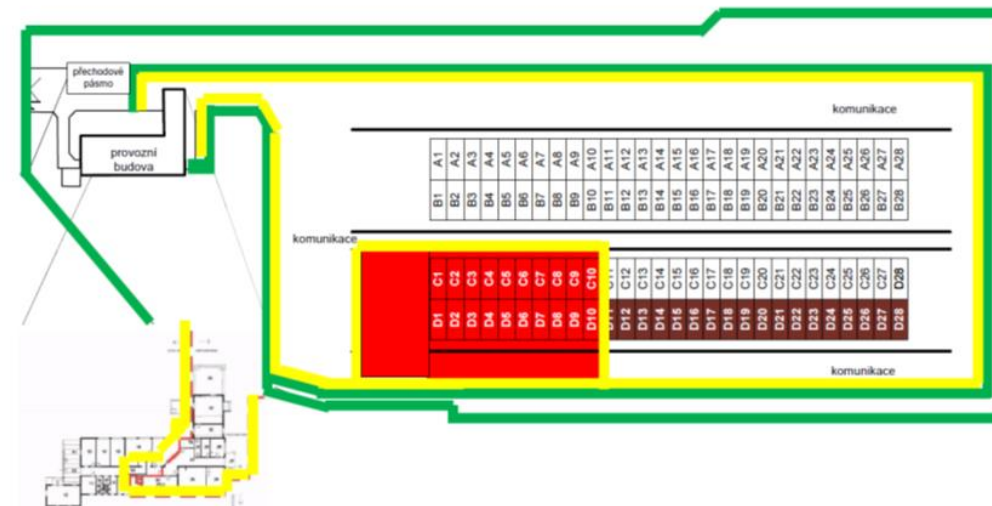 přechodové
pásmo
provozní
budova
komunikace
A1 A2 A3 A4 A5 A6 A7 A8 A9 A10 A11 A12 A13 A14 A15 A16 A17 A18 A19 A20 A21 A22 A23 A24 A25 A26 A27 A28
B1 B2 B3 B4 B5 B6 B7 B8 B9 B10 B11 B12 B13 B14 B15 B16 B17 B18 B19 B20 B21 B22 B23 B24 B25 B26 B27 B28
komunikace
C1 C2 C3 C4 C5 C6 C7 C8 C9 C10 C11 C12 C13 C14 C15 C16 C17 C18 C19 C20 C21 C22 C23 C24 C25 C26 C27 D28
D1 D2 D3 D4 D5 D6 D7 D8 D9 D10 D11 D12 D13 D14 D15 D16 D17 D18 D19 D20 D21 D22 D23 D24 D25 D26 D27 D28
komunikace